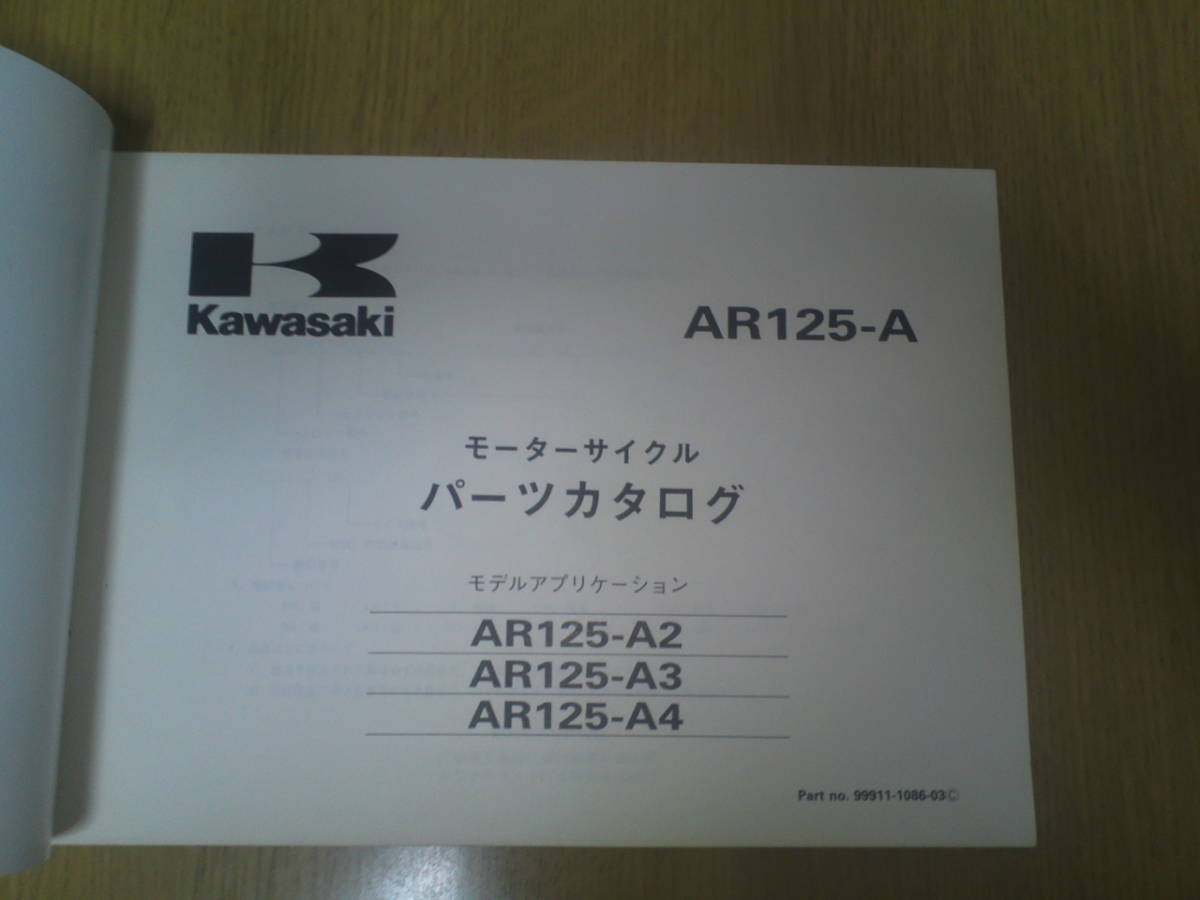 Kawasaki
AR125-A
モーターサイクル
パーツカタログ
モデルアプリケーション
AR125-A2
AR125-A3
AR125-A4
Part no. 99911-1086-03Ⓒ